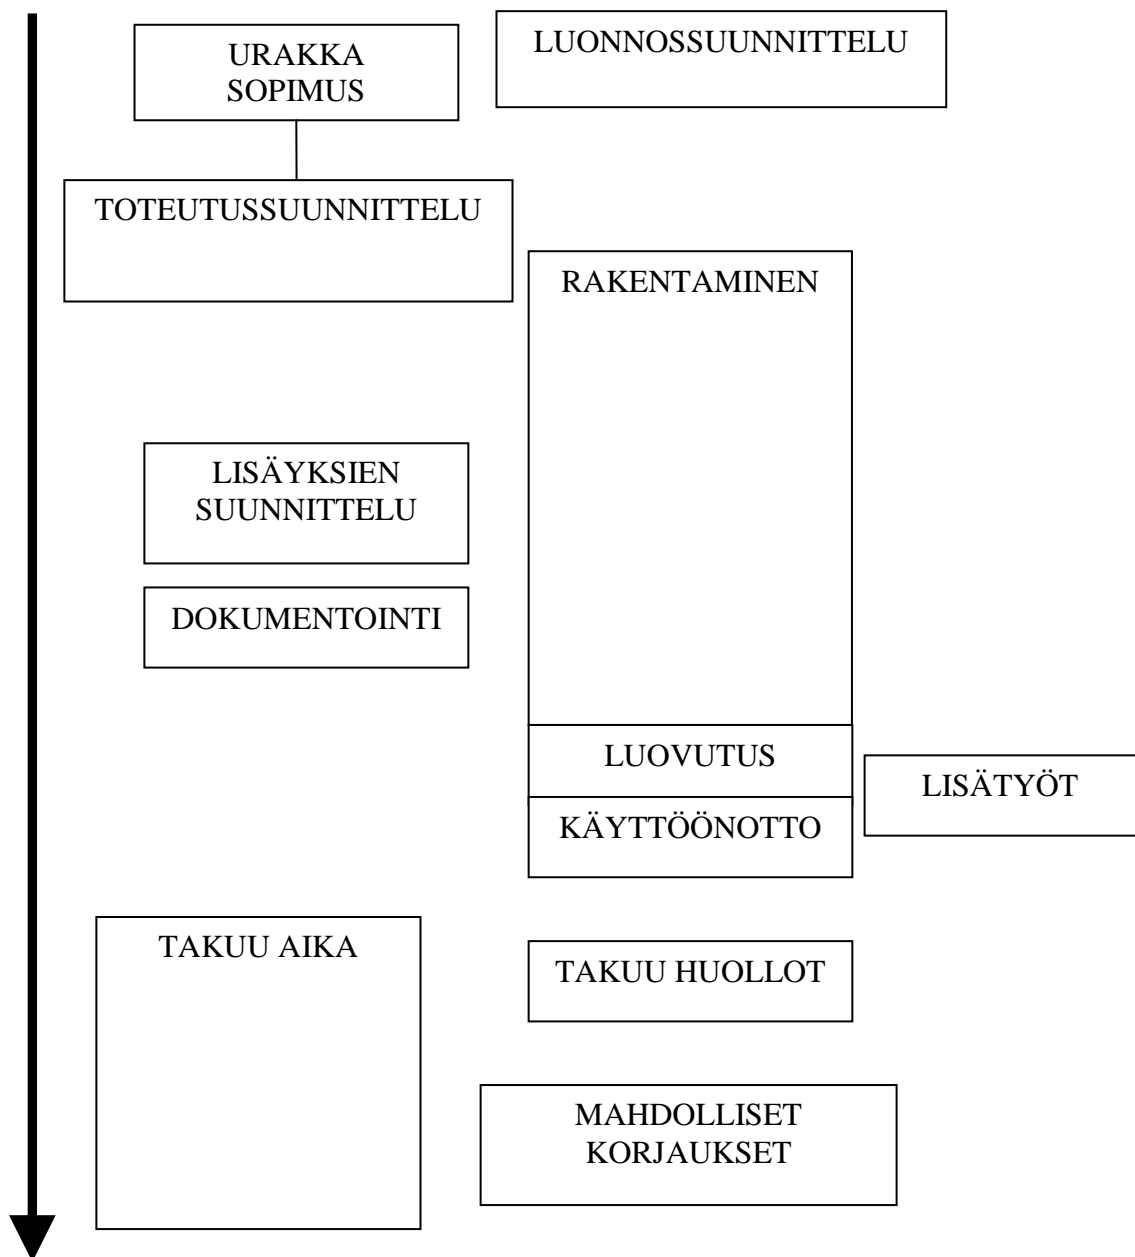 URAKKA
SOPIMUS
LUONNOSSUUNNITTELU
TOTEUTUSSUUNNITTELU
RAKENTAMINEN
LISÄYKSIEN
SUUNNITTELU
DOKUMENTOINTI
LUOVUTUS
LISÄTYÖT
KÄYTTÖÖNOTTO
TAKUU AIKA
TAKUU HUOLLOT
MAHDOLLISET
KORJAUKSET